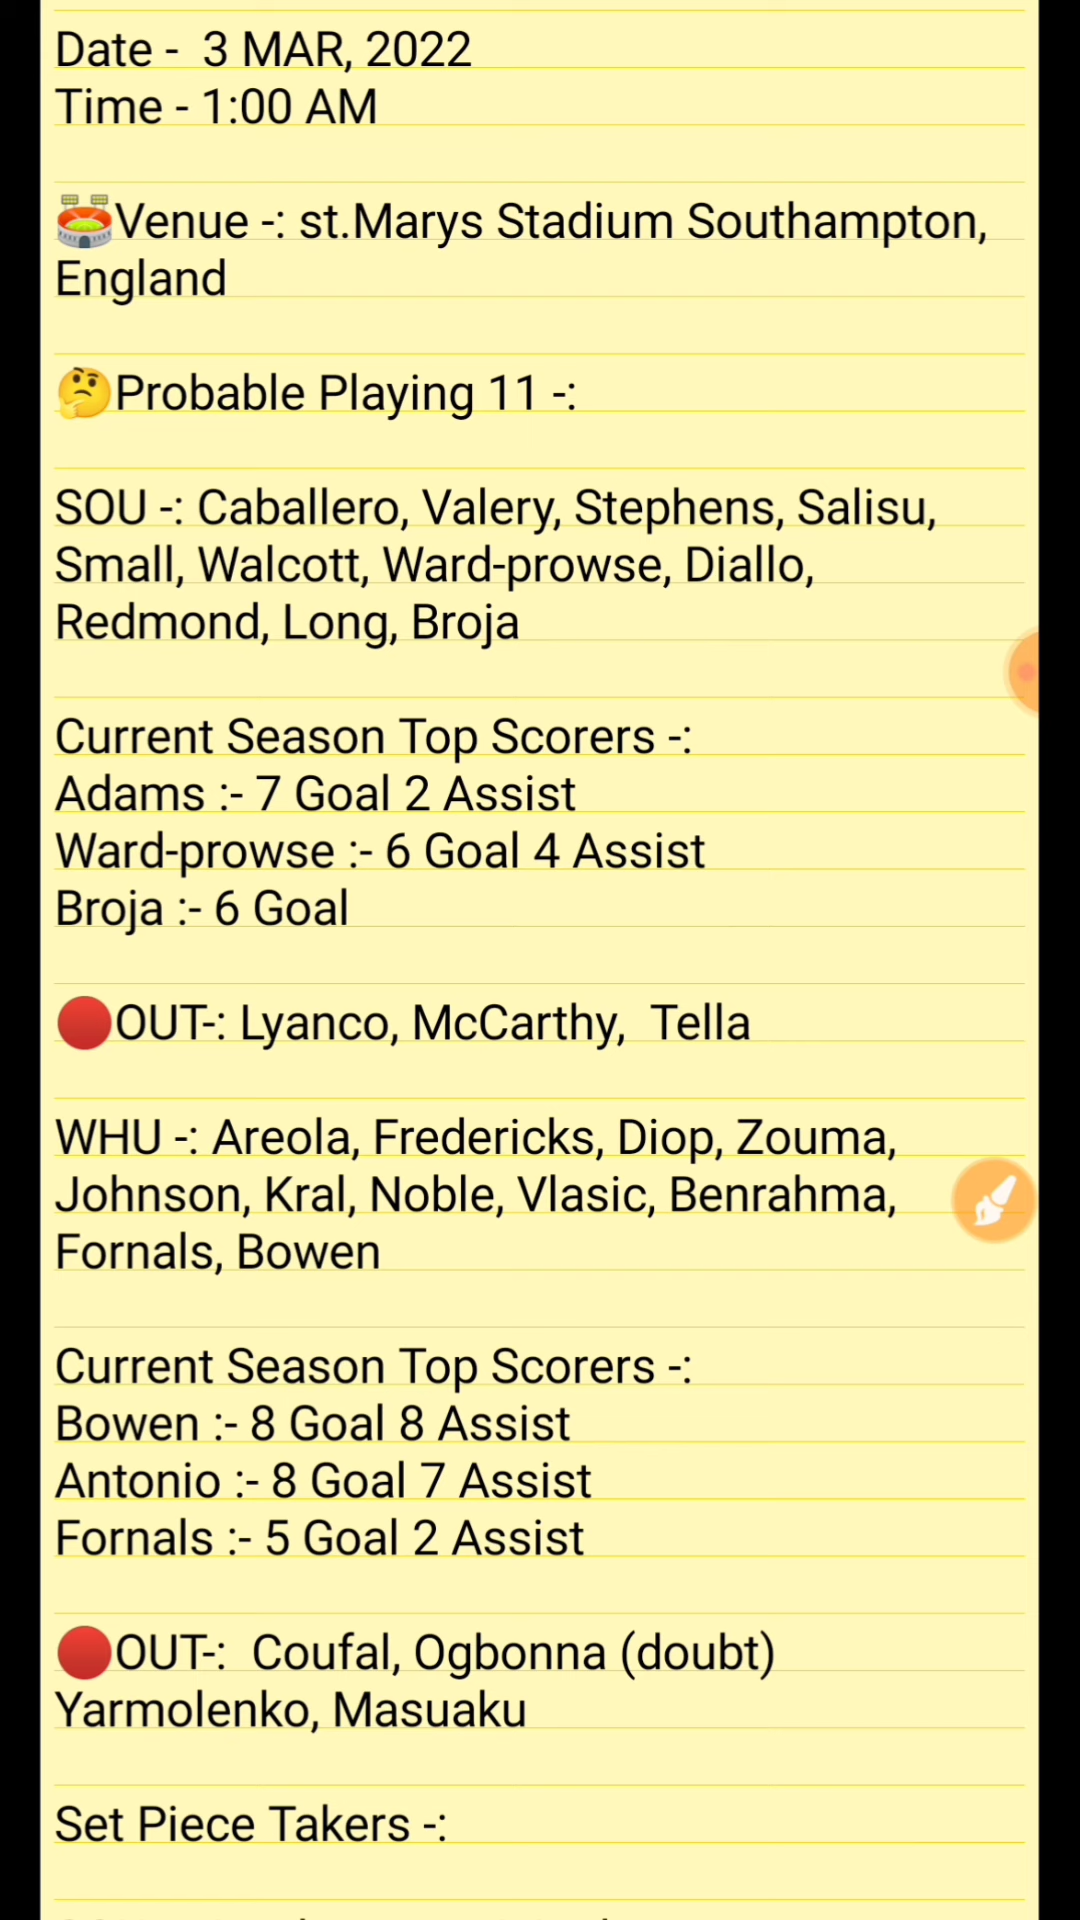 Date -  3 MAR, 2022
Time - 1:00 AM
🏟Venue -: st.Marys Stadium Southampton,
England
🤔Probable Playing 11 -:
SOU -: Caballero, Valery, Stephens, Salisu,
Small, Walcott, Ward-prowse, Diallo,
Redmond, Long, Broja
Current Season Top Scorers -:
Adams :- 7 Goal 2 Assist
Ward-prowse :- 6 Goal 4 Assist
Broja :- 6 Goal
🔴OUT-: Lyanco, McCarthy,  Tella
WHU -: Areola, Fredericks, Diop, Zouma,
Johnson, Kral, Noble, Vlasic, Benrahma,
Fornals, Bowen
Current Season Top Scorers -:
Bowen :- 8 Goal 8 Assist
Antonio :- 8 Goal 7 Assist
Fornals :- 5 Goal 2 Assist
🔴OUT-:  Coufal, Ogbonna (doubt)
Yarmolenko, Masuaku
Set Piece Takers -: